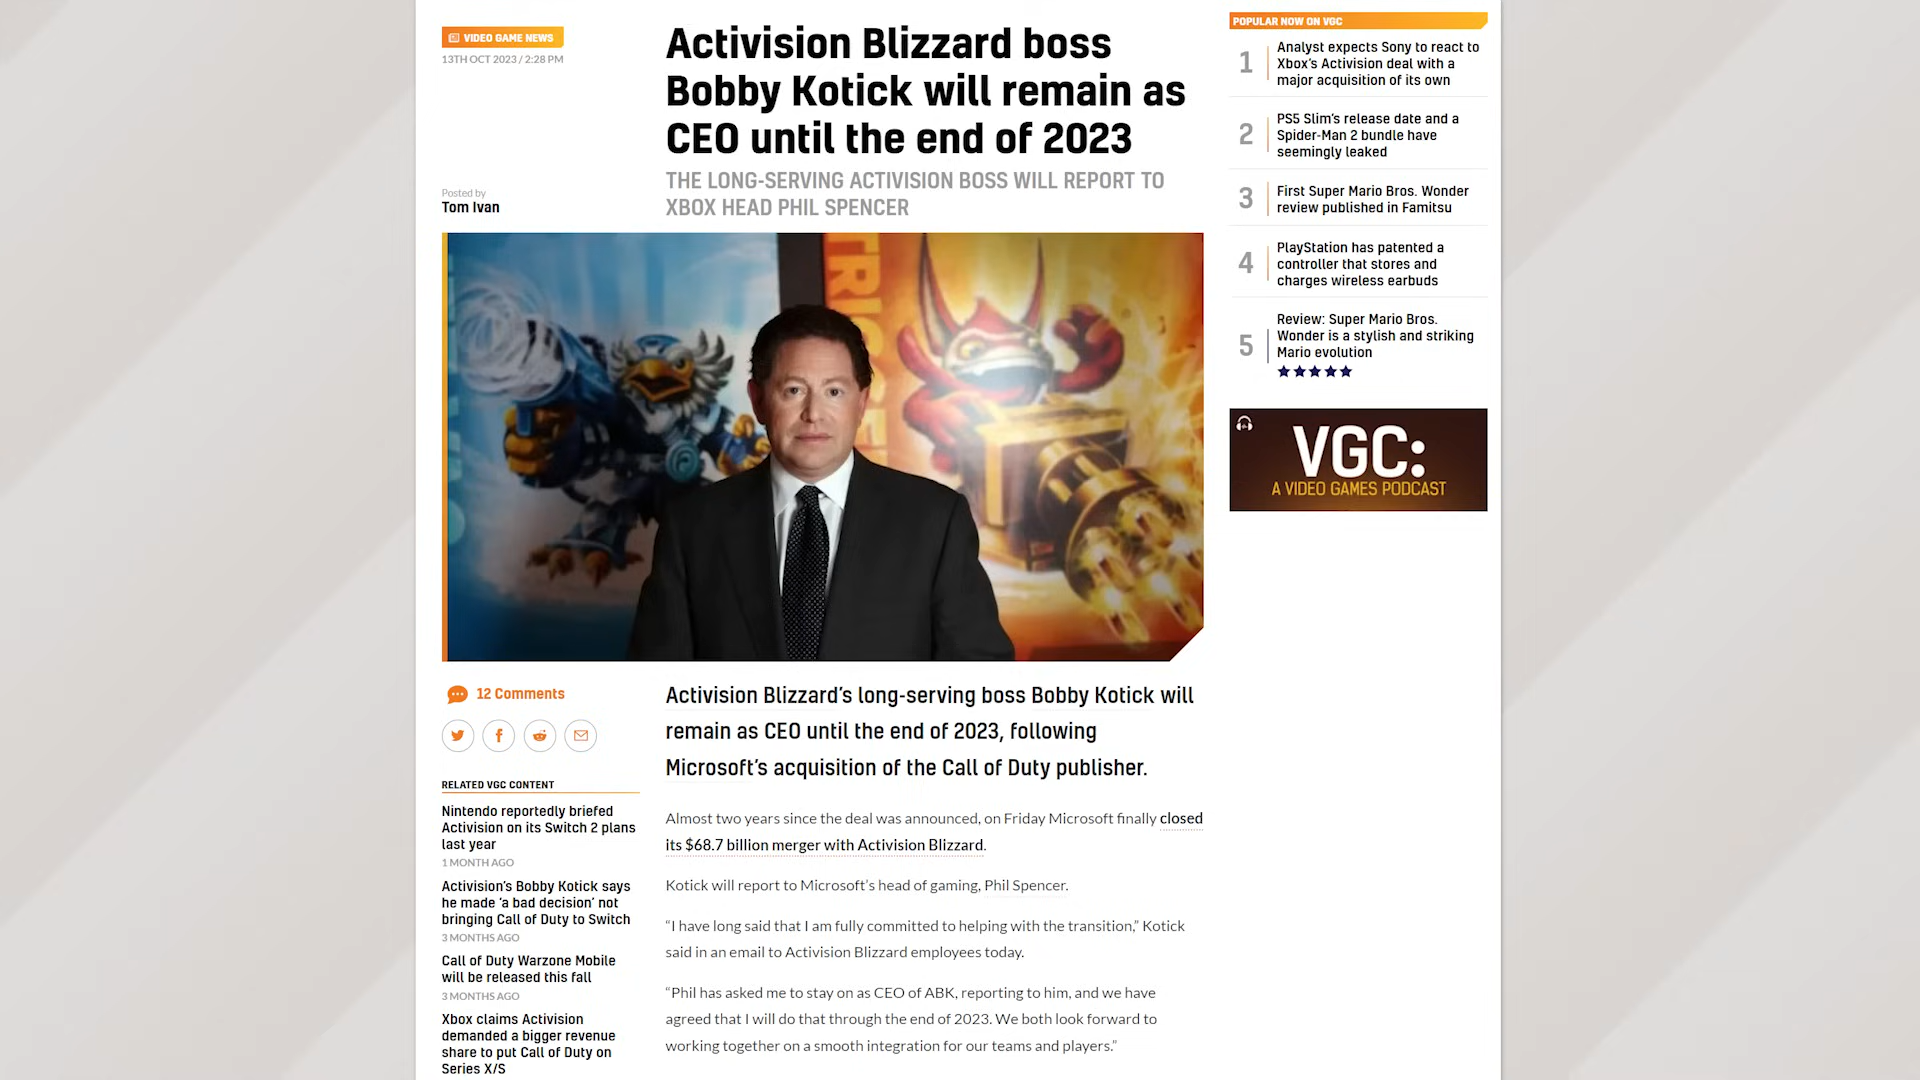 VIDEO GAME NEWS
13TH OCT 2023 / 2:28 PM
Posted by
Tom Ivan
Activision Blizzard boss
Bobby Kotick will remain as
CEO until the end of 2023
THE LONG-SERVING ACTIVISION BOSS WILL REPORT TO
XBOX HEAD PHIL SPENCER
TRIGGER
12 Comments
RELATED VGC CONTENT
Nintendo reportedly briefed
Activision on its Switch 2 plans
last year
1 MONTH AGO
Activision's Bobby Kotick says
he made 'a bad decision' not
bringing Call of Duty to Switch
3 MONTHS AGO
Call of Duty Warzone Mobile
will be released this fall
3 MONTHS AGO
Xbox claims Activision
demanded a bigger revenue
share to put Call of Duty on
Series X/S
Activision Blizzard's long-serving boss Bobby Kotick will
remain as CEO until the end of 2023, following
Microsoft's acquisition of the Call of Duty publisher.
Almost two years since the deal was announced, on Friday Microsoft finally closed
its $68.7 billion merger with Activision Blizzard.
Kotick will report to Microsoft's head of gaming, Phil Spencer.
“I have long said that I am fully committed to helping with the transition,” Kotick
said in an email to Activision Blizzard employees today.
“Phil has asked me to stay on as CEO of ABK, reporting to him, and we have
agreed that I will do that through the end of 2023. We both look forward to
working together on a smooth integration for our teams and players.”
POPULAR NOW ON VGC
1
Analyst expects Sony to react to
Xbox's Activision deal with a
major acquisition of its own
2
PS5 Slim's release date and a
Spider-Man 2 bundle have
seemingly leaked
3
First Super Mario Bros. Wonder
review published in Famitsu
4
PlayStation has patented a
controller that stores and
charges wireless earbuds
5
Review: Super Mario Bros.
Wonder is a stylish and striking
Mario evolution
★★★★★
VGC:
A VIDEO GAMES PODCAST